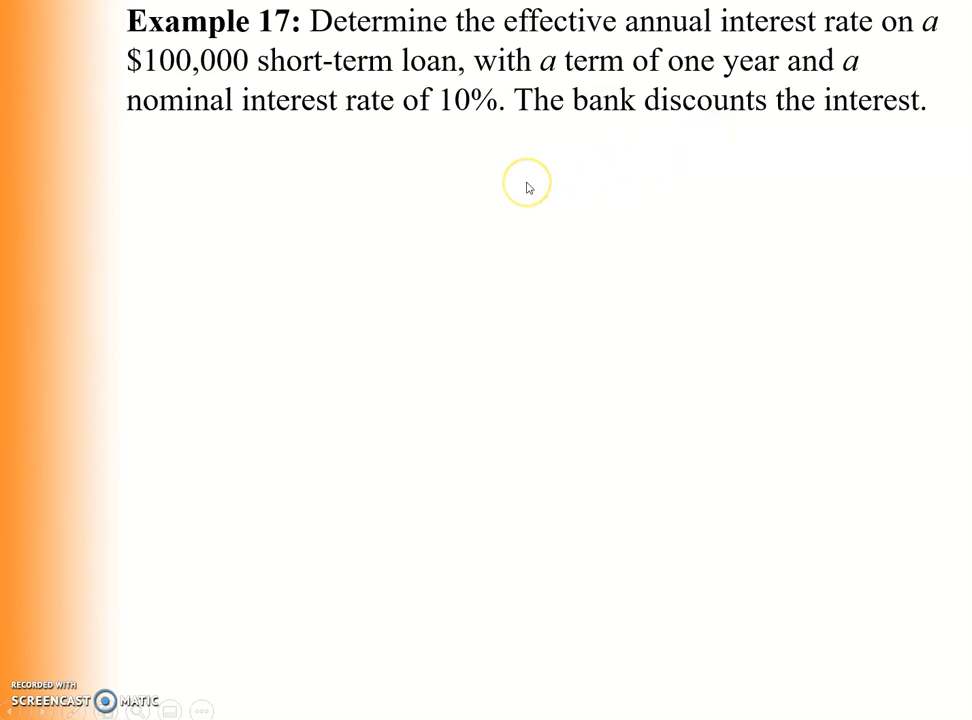 Example 17: Determine the effective annual interest rate on a
$100,000 short-term loan, with a term of one year and a
nominal interest rate of 10%. The bank discounts the interest.
RECORDED WITH
SCREENCAST MATIC